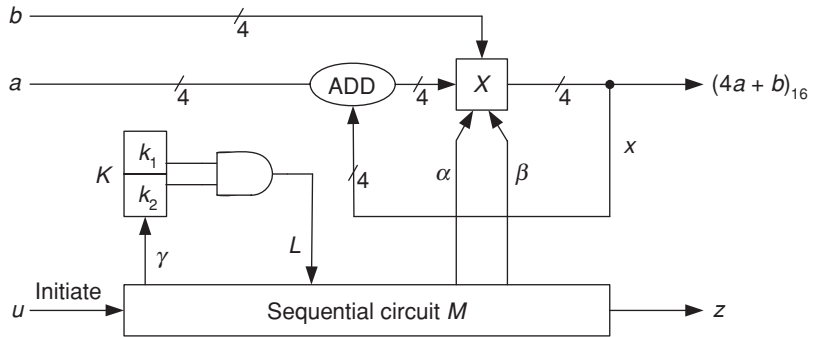 b
4
a
4
ADD
4
X
4
(4a + b)₁₆
K
k₁
k₂
4
α
β
x
γ
L
u
Initiate
Sequential circuit M
z